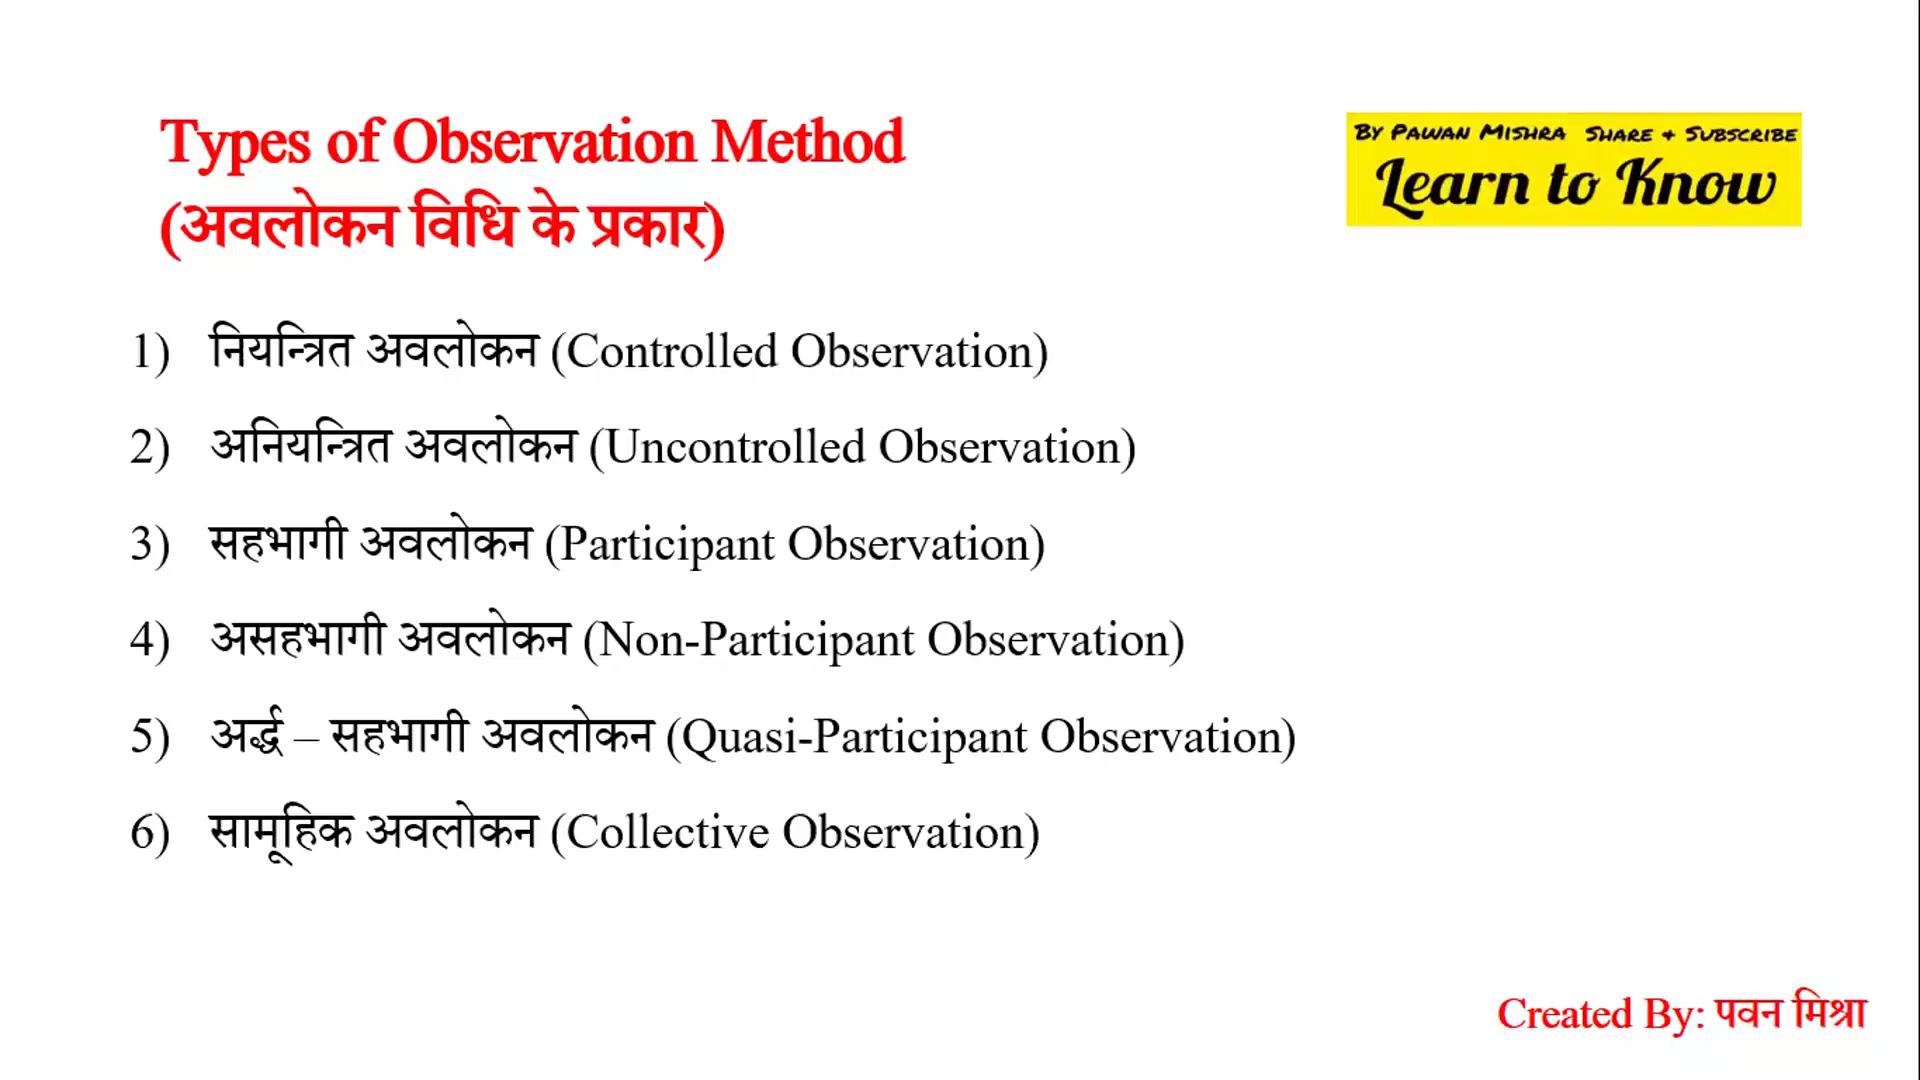 Types of Observation Method
(अवलोकन विधि के प्रकार)
By Pawan Mishra Share + Subscribe
Learn to Know
1) नियन्त्रित अवलोकन (Controlled Observation)
2) अनियन्त्रित अवलोकन (Uncontrolled Observation)
3) सहभागी अवलोकन (Participant Observation)
4) असहभागी अवलोकन (Non-Participant Observation)
5) अर्द्ध – सहभागी अवलोकन (Quasi-Participant Observation)
6) सामूहिक अवलोकन (Collective Observation)
Created By: पवन मिश्रा